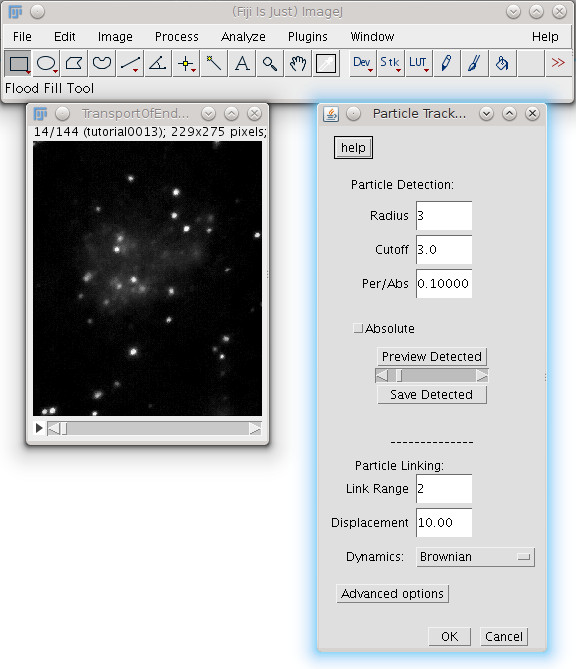 (Fiji Is Just) ImageJ
File Edit Image Process Analyze Plugins Window Help
A Dev Stk LUT >>
Flood Fill Tool
TransportOfEnd...
14/144 (tutorial0013); 229x275 pixels;
Particle Track...
help
Particle Detection:
Radius 3
Cutoff 3.0
Per/Abs 0.10000
Absolute
Preview Detected
Save Detected
--------------
Particle Linking:
Link Range 2
Displacement 10.00
Dynamics: Brownian
Advanced options
OK Cancel